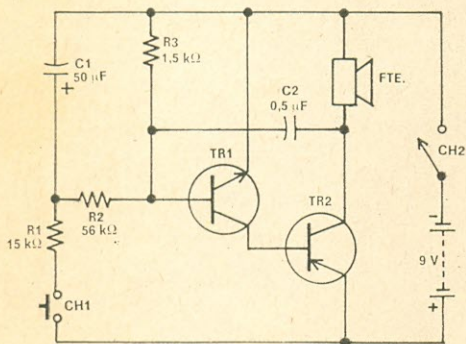 C1
50 µF
+
R3
1,5 kΩ
C2
0,5 µF
FTE.
CH2
TR1
R2
56 kΩ
R1
15 kΩ
TR2
CH1
-
9 V
+